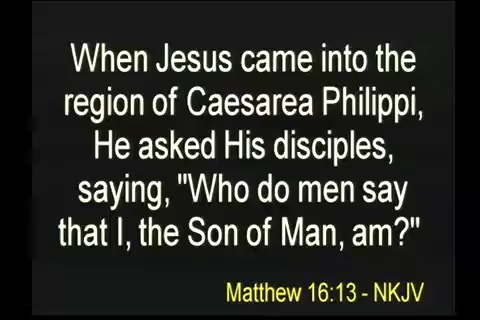 When Jesus came into the
region of Caesarea Philippi,
He asked His disciples,
saying, "Who do men say
that I, the Son of Man, am?"
Matthew 16:13 - NKJV